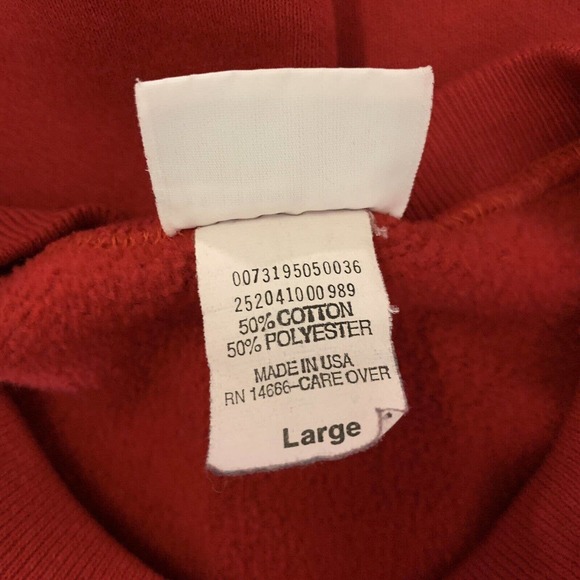 0073195050036
252041000989
50% COTTON
50% POLYESTER
MADE IN USA
RN 14666-CARE OVER
Large